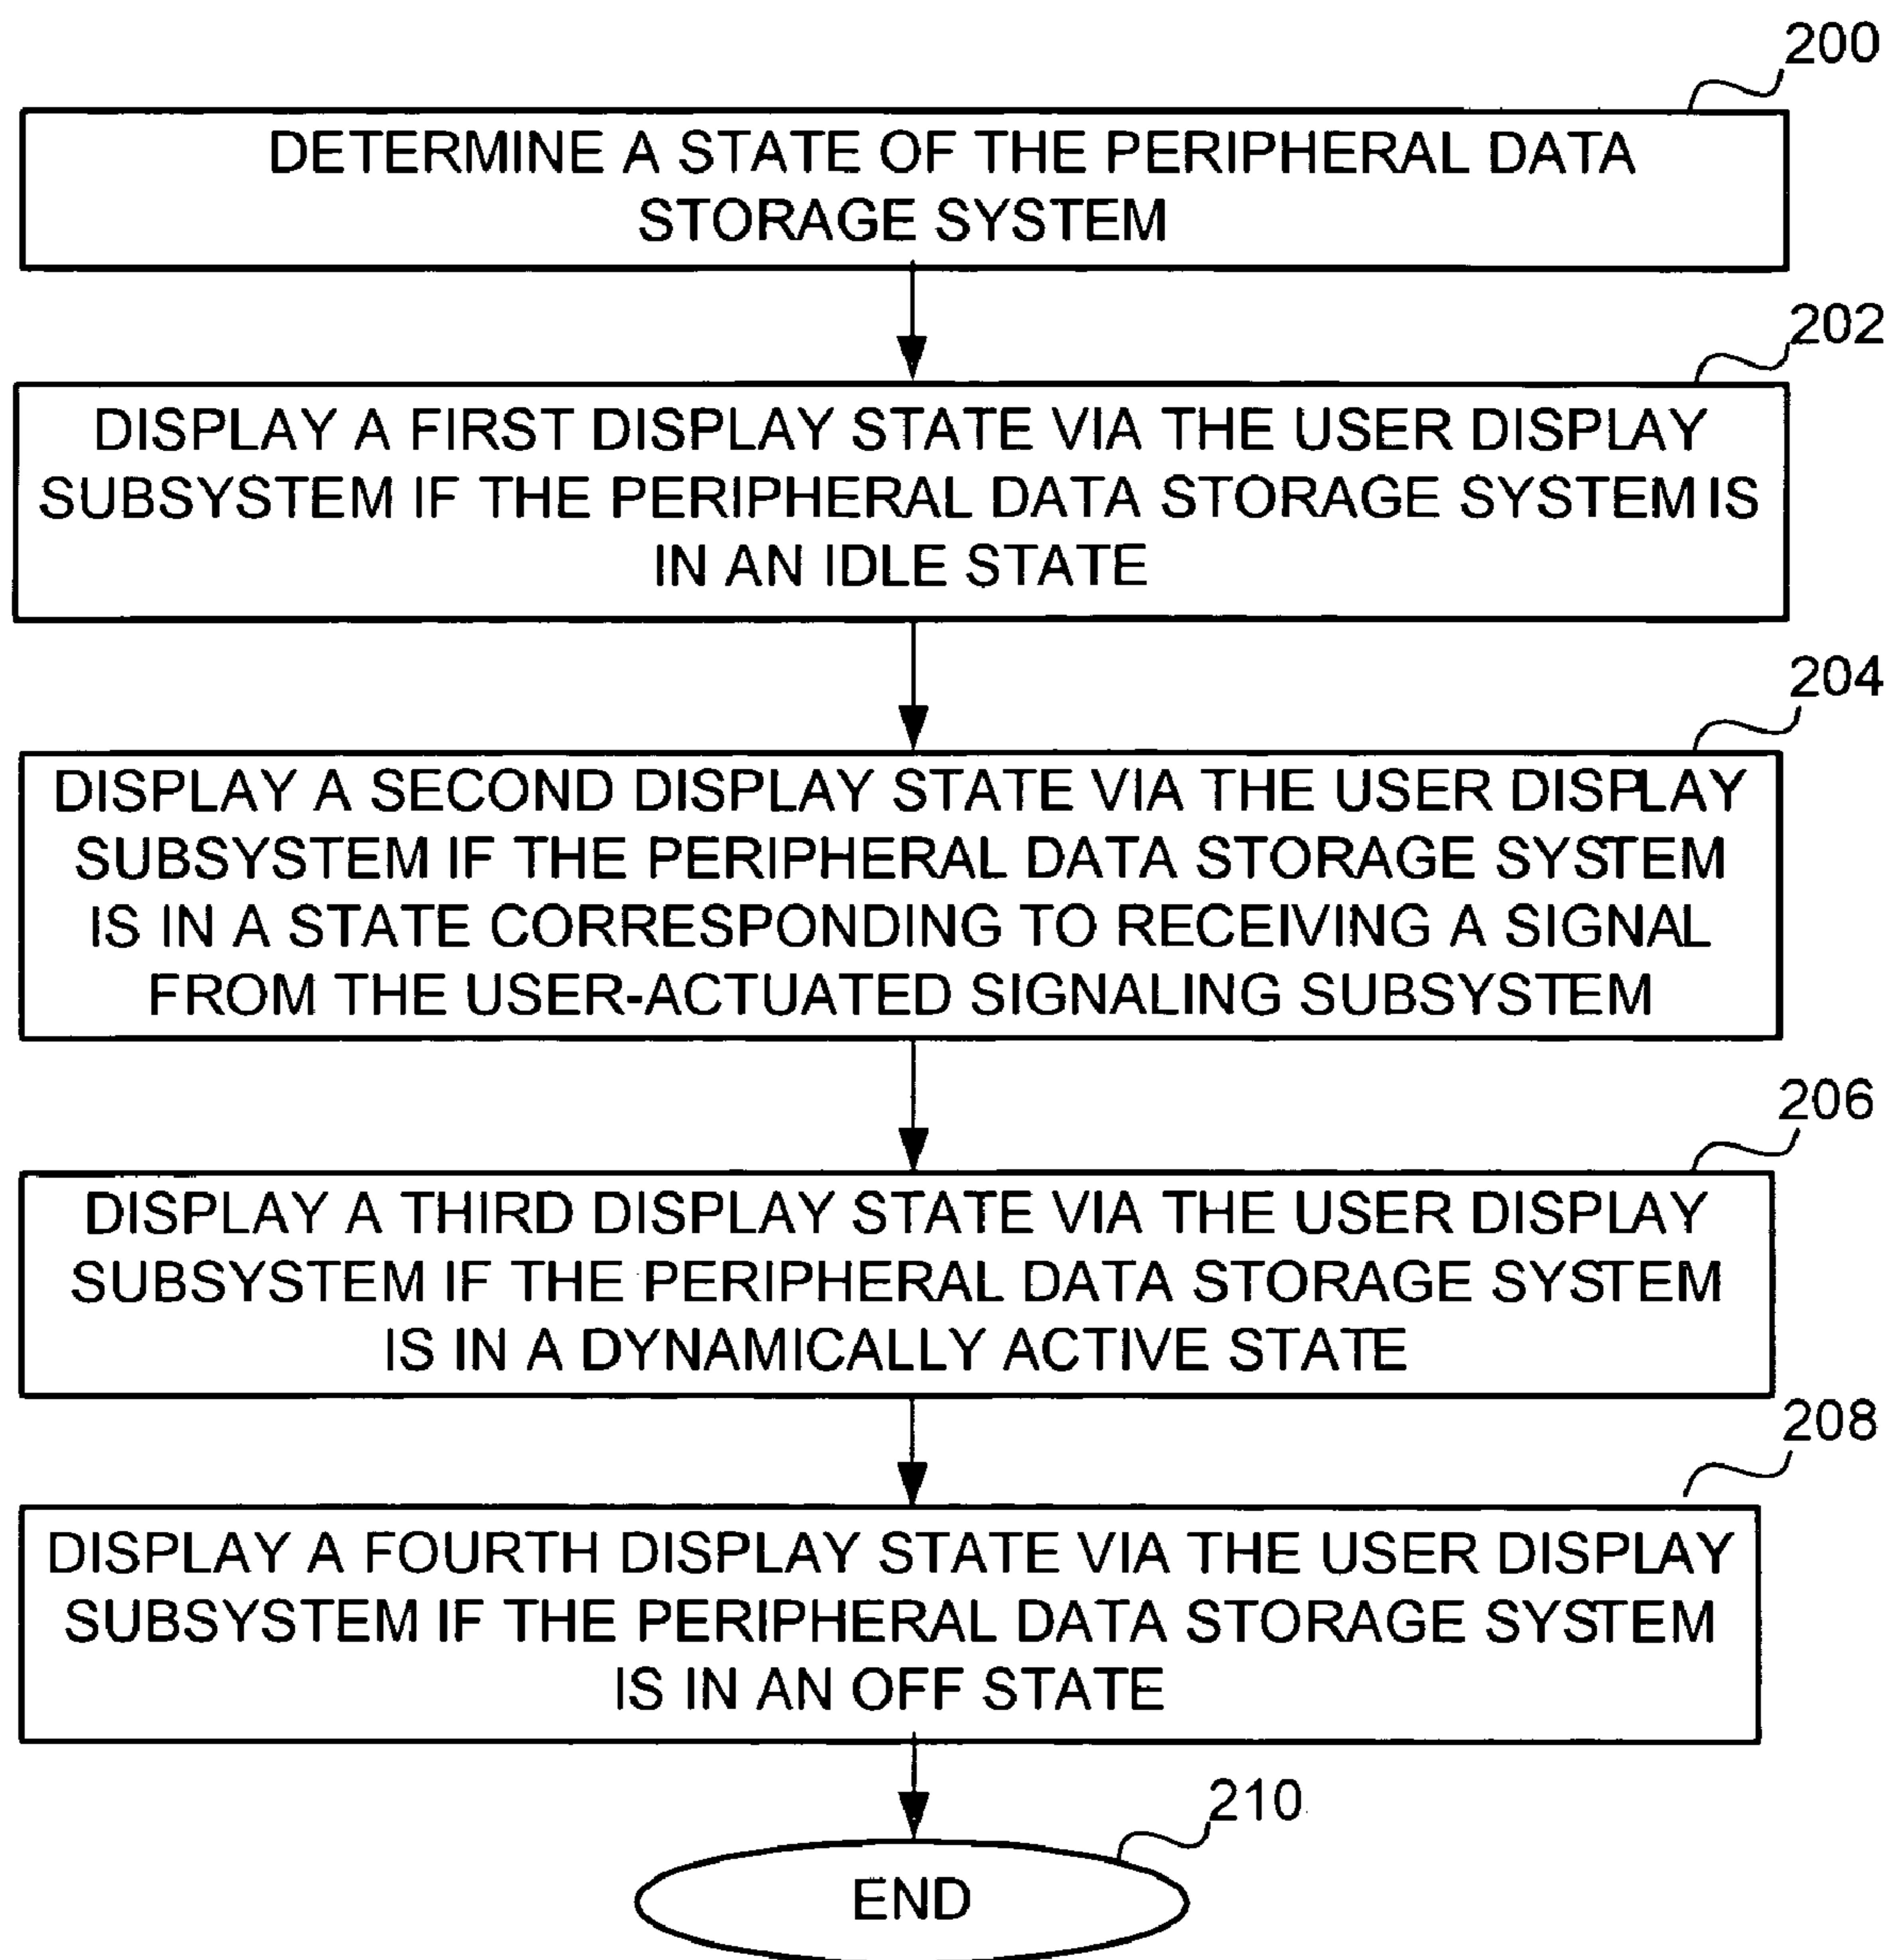 200
DETERMINE A STATE OF THE PERIPHERAL DATA
STORAGE SYSTEM
202
DISPLAY A FIRST DISPLAY STATE VIA THE USER DISPLAY
SUBSYSTEM IF THE PERIPHERAL DATA STORAGE SYSTEM IS
IN AN IDLE STATE
204
DISPLAY A SECOND DISPLAY STATE VIA THE USER DISPLAY
SUBSYSTEM IF THE PERIPHERAL DATA STORAGE SYSTEM
IS IN A STATE CORRESPONDING TO RECEIVING A SIGNAL
FROM THE USER-ACTUATED SIGNALING SUBSYSTEM
206
DISPLAY A THIRD DISPLAY STATE VIA THE USER DISPLAY
SUBSYSTEM IF THE PERIPHERAL DATA STORAGE SYSTEM
IS IN A DYNAMICALLY ACTIVE STATE
208
DISPLAY A FOURTH DISPLAY STATE VIA THE USER DISPLAY
SUBSYSTEM IF THE PERIPHERAL DATA STORAGE SYSTEM
IS IN AN OFF STATE
210
END